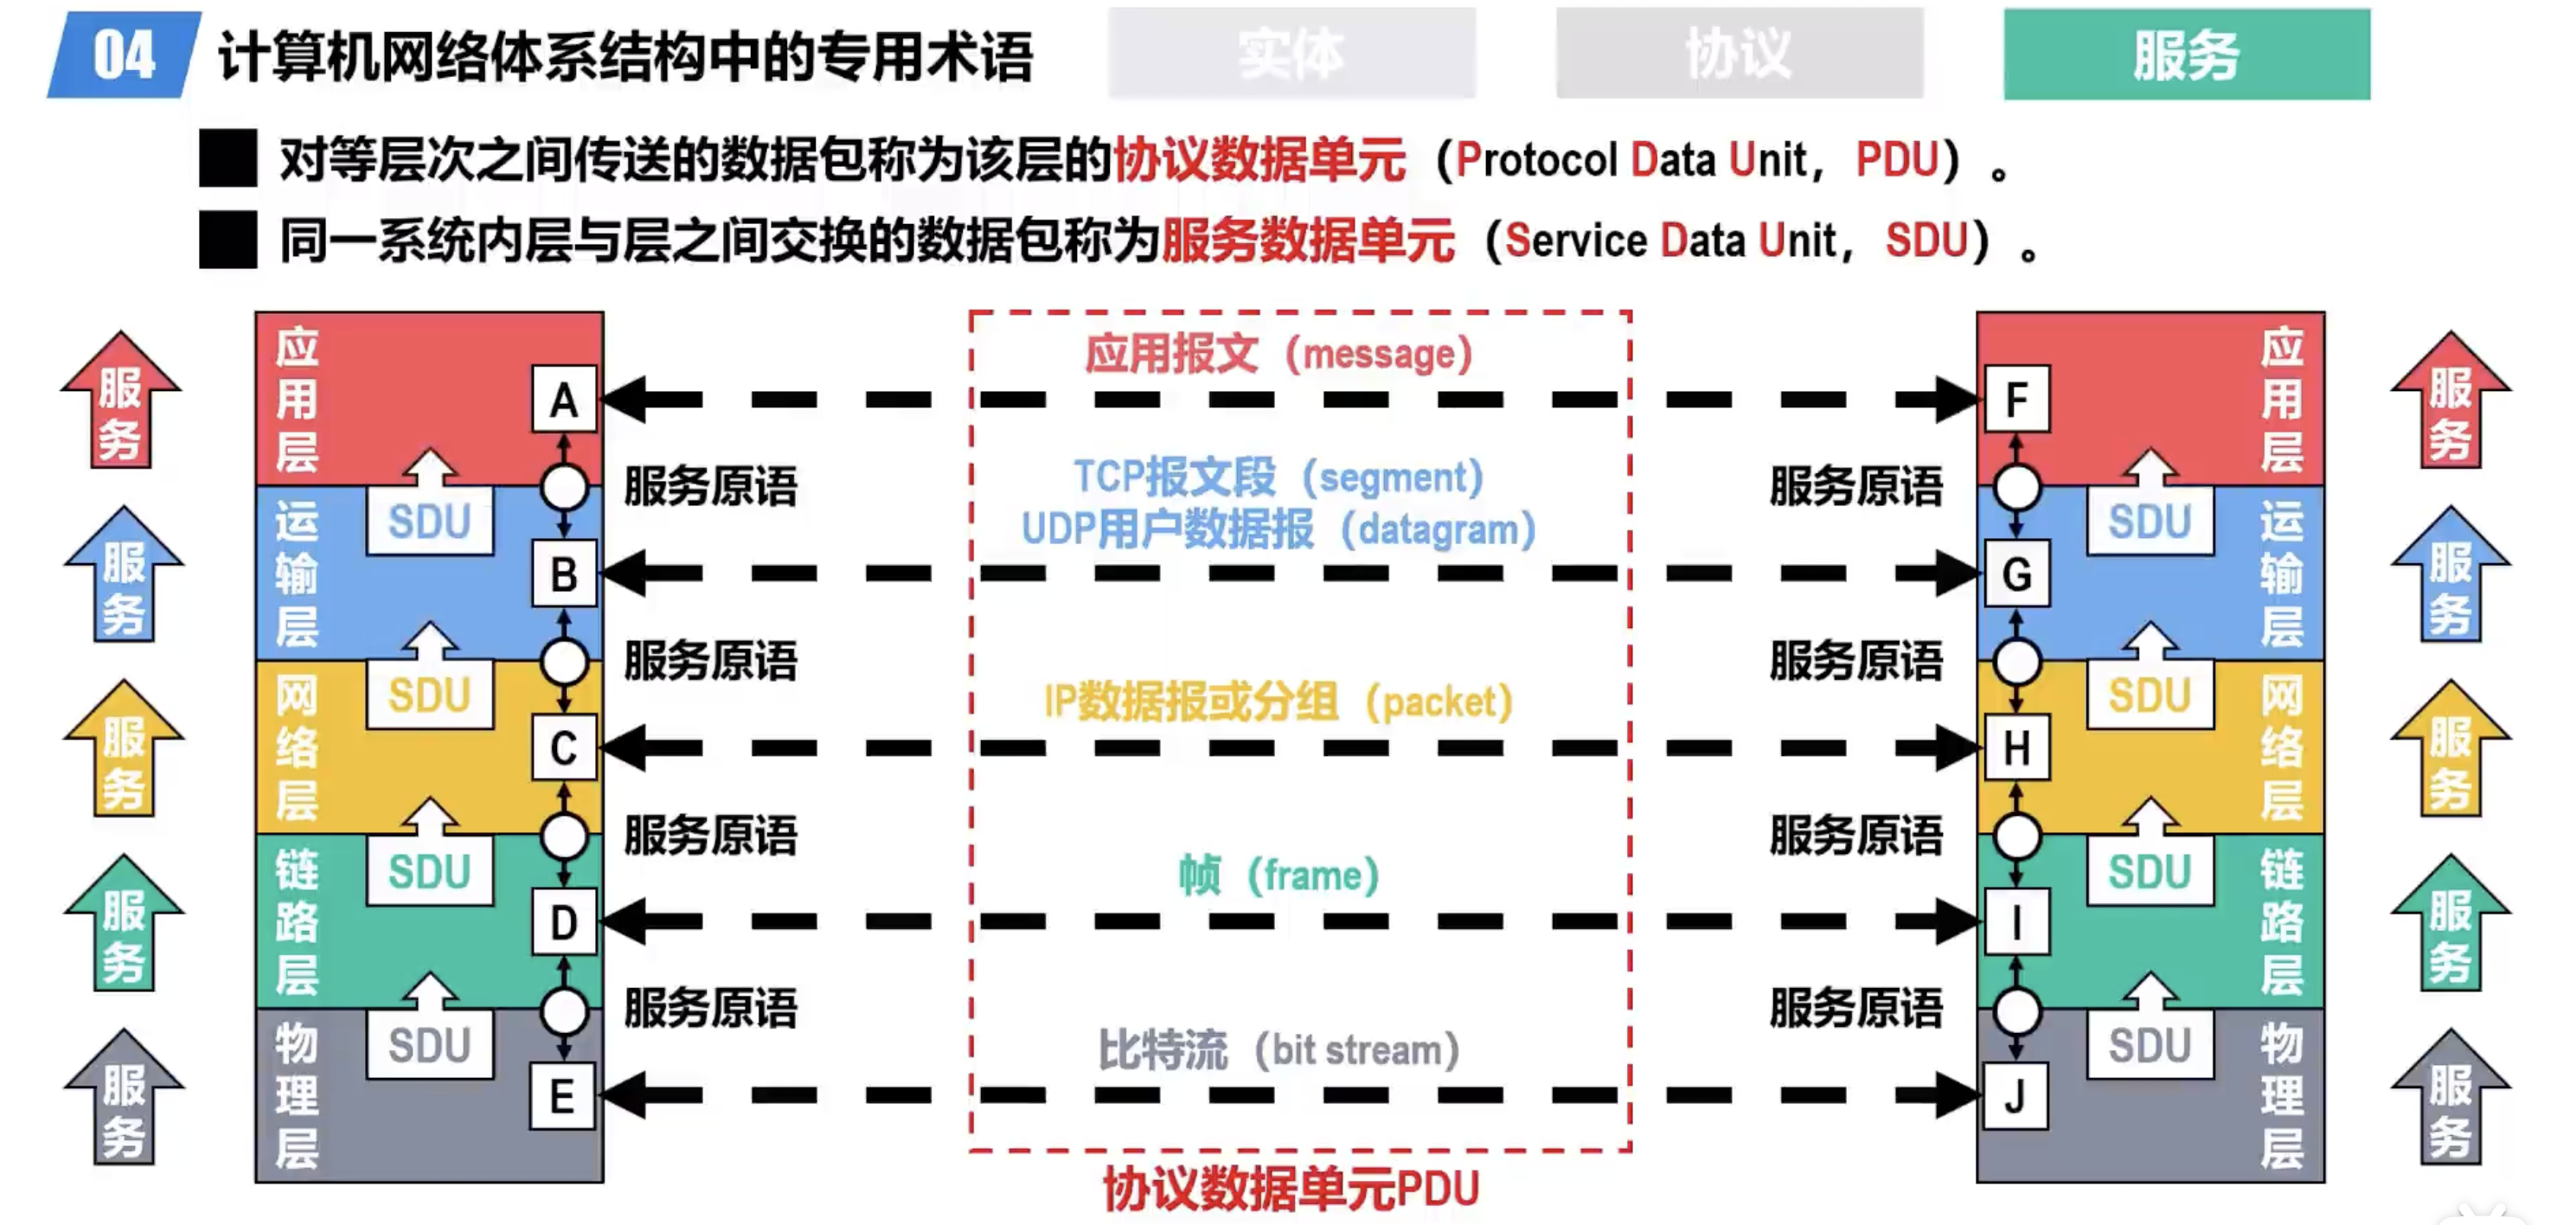 04 计算机网络体系结构中的专用术语 实体 协议 服务
对等层次之间传送的数据包称为该层的协议数据单元（Protocol Data Unit，PDU）。
同一系统内层与层之间交换的数据包称为服务数据单元（Service Data Unit，SDU）。
服务
应用层
A
应用报文（message）
F
应用层
服务
服务原语
服务原语
服务
运输层
SDU
B
TCP报文段（segment）
UDP用户数据报（datagram）
G
SDU
运输层
服务
服务原语
服务原语
服务
网络层
SDU
C
IP数据报或分组（packet）
H
SDU
网络层
服务
服务原语
服务原语
服务
链路层
SDU
D
帧（frame）
I
SDU
链路层
服务
服务原语
服务原语
服务
物理层
SDU
E
比特流（bit stream）
J
SDU
物理层
服务
协议数据单元PDU